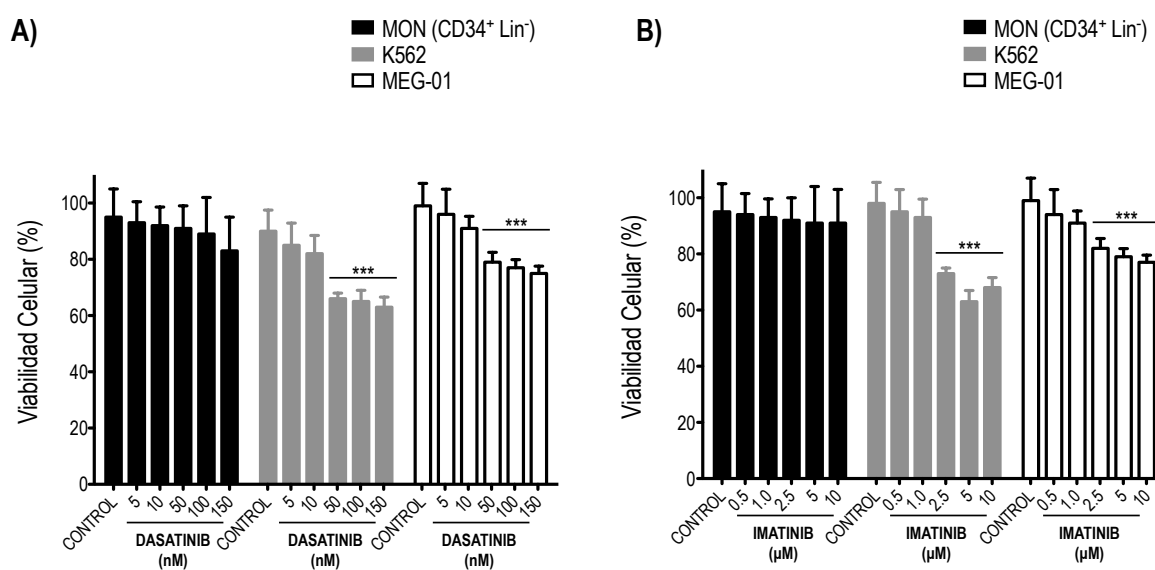 A)
MON (CD34⁺ Lin⁻)
K562
MEG-01
Viabilidad Celular (%)
100
80
60
40
20
0
***
***
CONTROL 5 10 50 100 150 CONTROL 5 10 50 100 150 CONTROL 5 10 50 100 150
DASATINIB DASATINIB DASATINIB
(nM) (nM) (nM)
B)
MON (CD34⁺ Lin⁻)
K562
MEG-01
Viabilidad Celular (%)
100
80
60
40
20
0
***
***
CONTROL 0.5 1.0 2.5 5 10 CONTROL 0.5 1.0 2.5 5 10 CONTROL 0.5 1.0 2.5 5 10
IMATINIB IMATINIB IMATINIB
(μM) (μM) (μM)